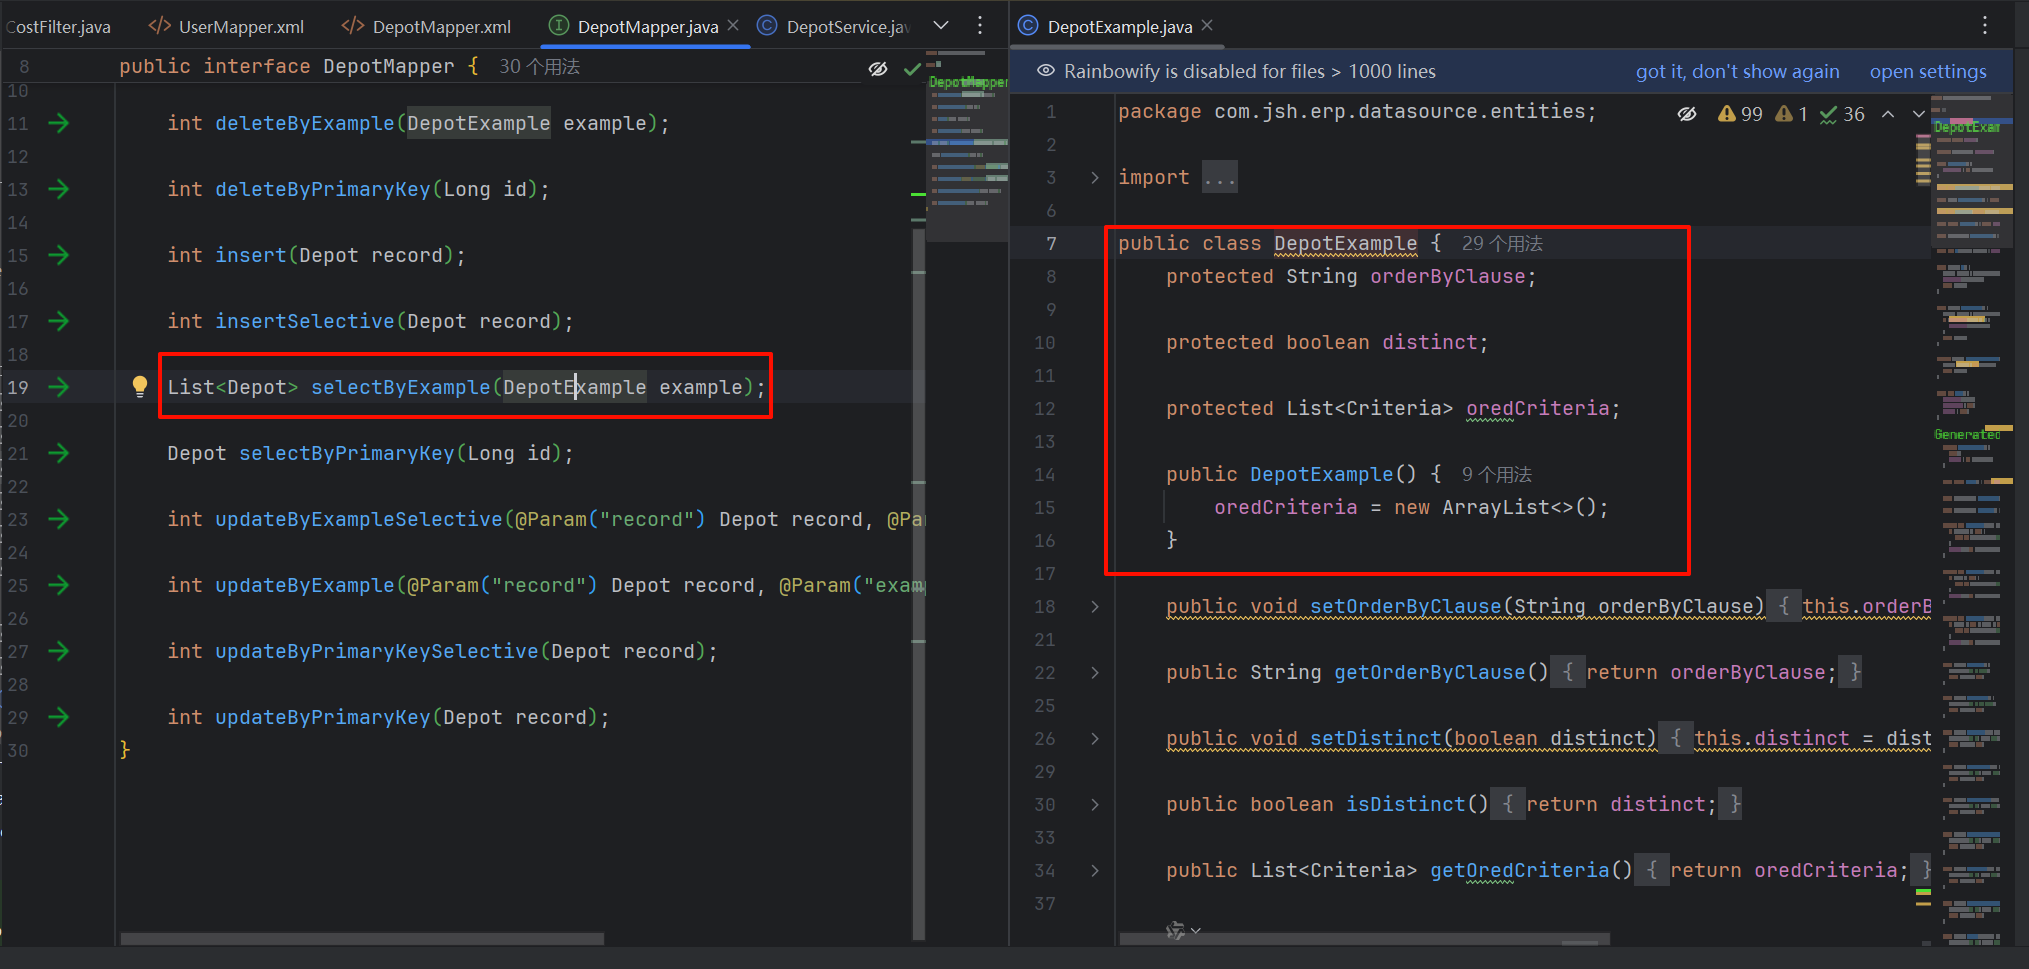 CostFilter.java
UserMapper.xml
DepotMapper.xml
DepotMapper.java
DepotService.jav
8 public interface DepotMapper { 30 个用法
10
11 int deleteByExample(DepotExample example);
12
13 int deleteByPrimaryKey(Long id);
14
15 int insert(Depot record);
16
17 int insertSelective(Depot record);
18
19 List<Depot> selectByExample(DepotExample example);
20
21 Depot selectByPrimaryKey(Long id);
22
23 int updateByExampleSelective(@Param("record") Depot record, @Pa
24
25 int updateByExample(@Param("record") Depot record, @Param("exam
26
27 int updateByPrimaryKeySelective(Depot record);
28
29 int updateByPrimaryKey(Depot record);
30 }
DepotMapper
DepotExample.java
Rainbowify is disabled for files > 1000 lines got it, don't show again open settings
1 package com.jsh.erp.datasource.entities; 99 1 36
2
3 import ...
6
7 public class DepotExample { 29 个用法
8 protected String orderByClause;
9
10 protected boolean distinct;
11
12 protected List<Criteria> oredCriteria;
13
14 public DepotExample() { 9 个用法
15 oredCriteria = new ArrayList<>();
16 }
17
18 public void setOrderByClause(String orderByClause) { this.orderB
21
22 public String getOrderByClause() { return orderByClause; }
25
26 public void setDistinct(boolean distinct) { this.distinct = dist
29
30 public boolean isDistinct() { return distinct; }
33
34 public List<Criteria> getOredCriteria() { return oredCriteria; }
37
DepotExam
Generated